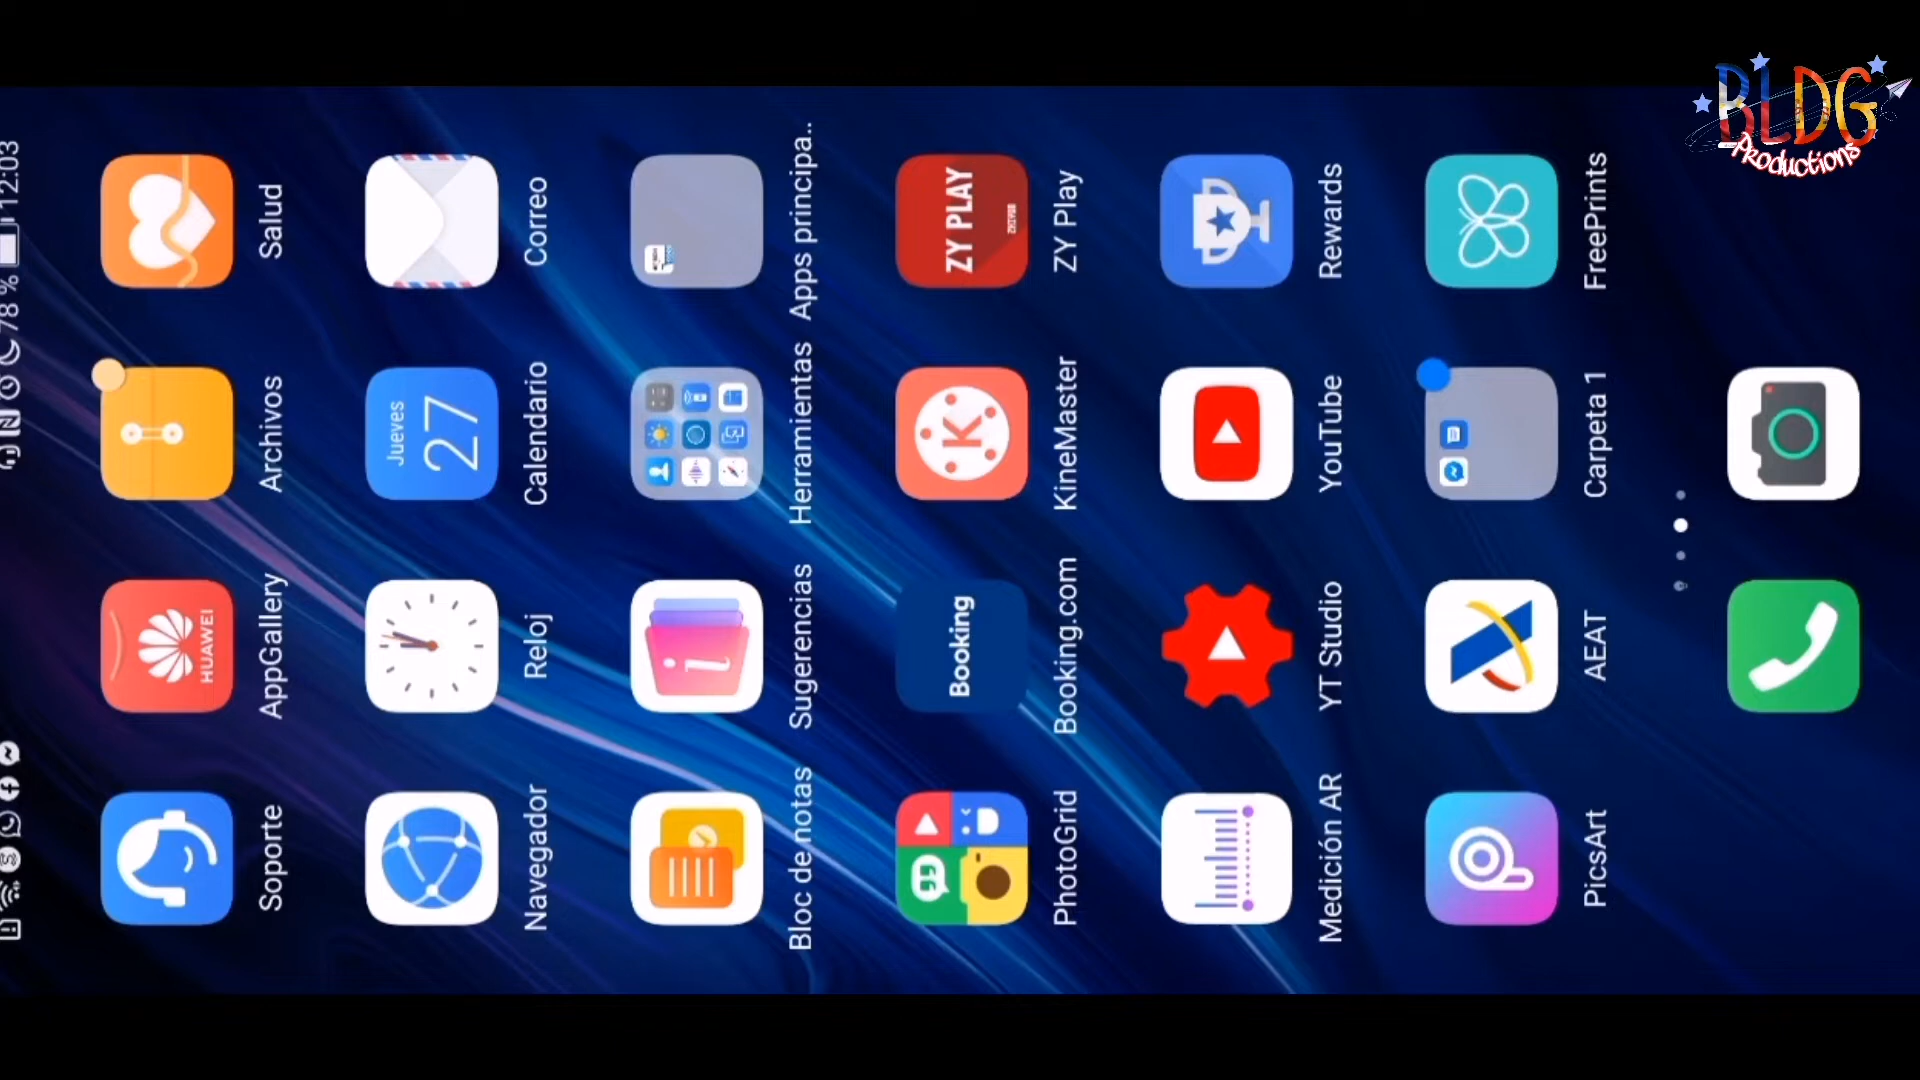 78 % 12:03
Soporte
AppGallery
HUAWEI
Archivos
Salud
Navegador
Reloj
Jueves
27
Calendario
Correo
Bloc de notas
Sugerencias
Herramientas
Apps principa..
PhotoGrid
Booking
Booking.com
KineMaster
ZY PLAY
ZY Play
Medición AR
YT Studio
YouTube
Rewards
PicsArt
AEAT
Carpeta 1
FreePrints
BLDG
Productions